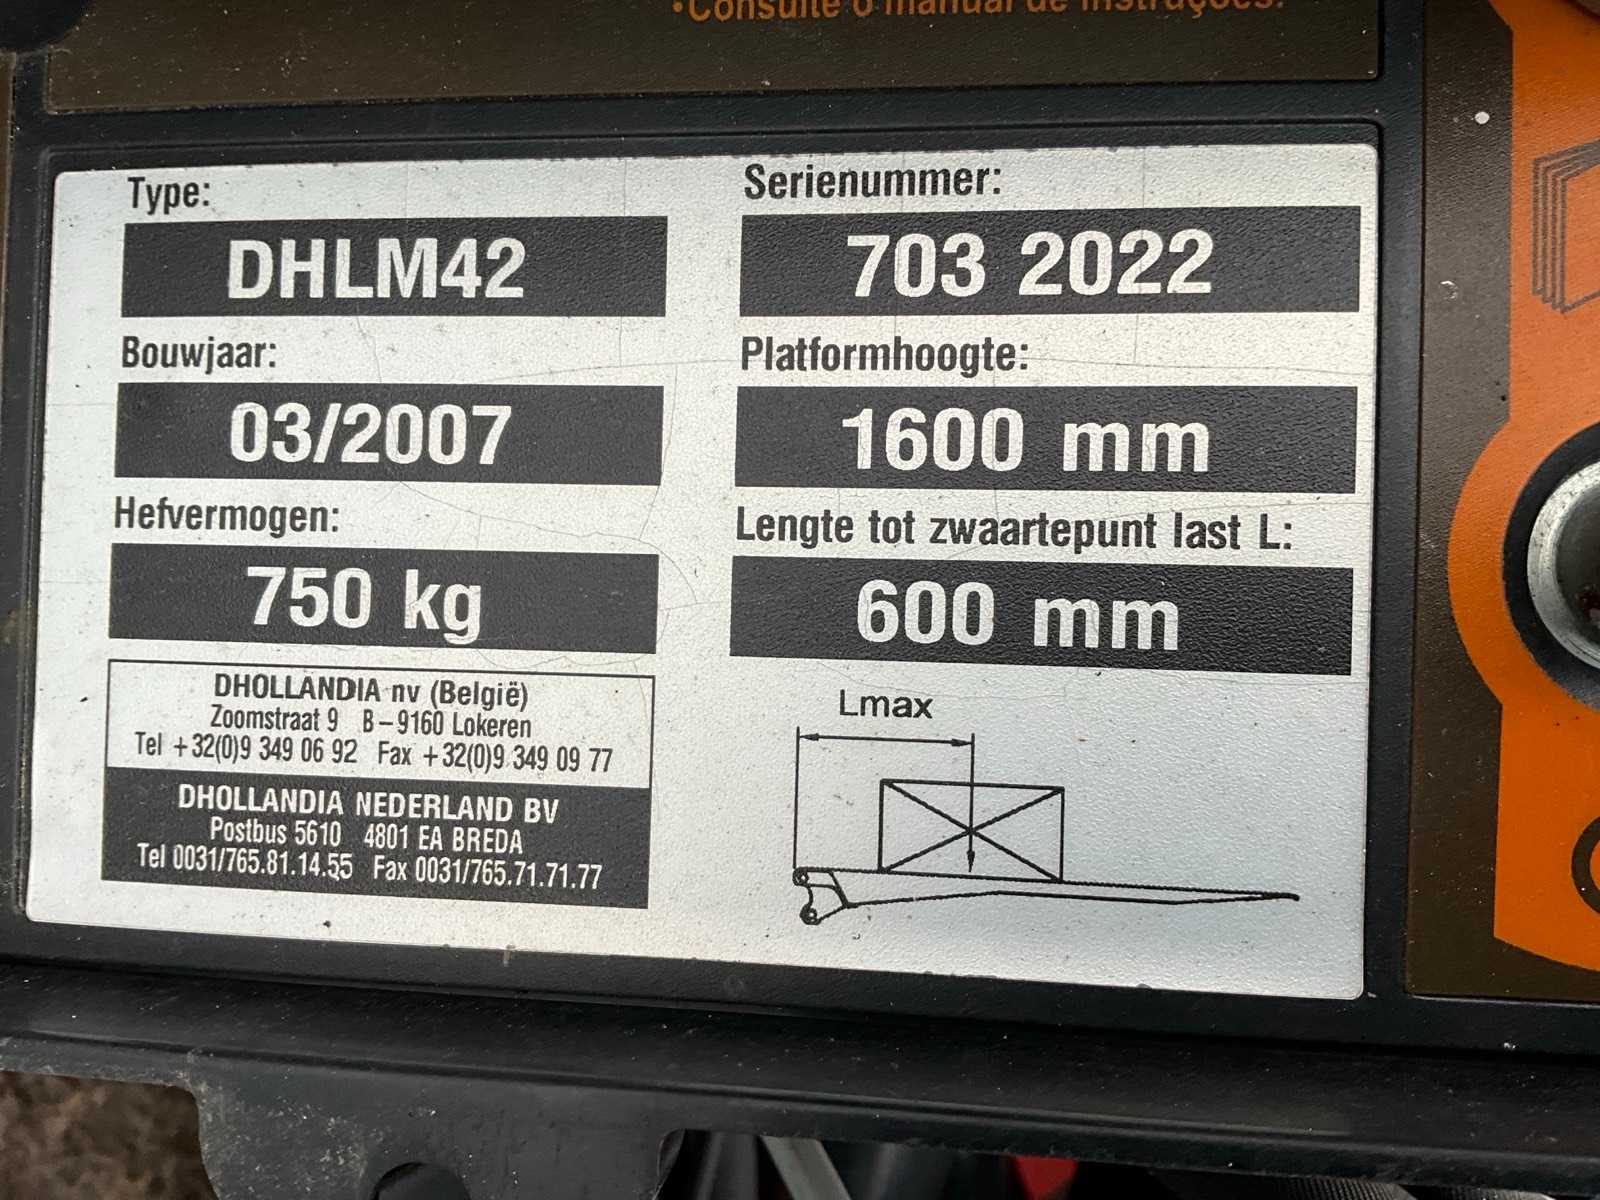 •Consulte o manual de instruções.
Type:
DHLM42
Serienummer:
703 2022
Bouwjaar:
03/2007
Platformhoogte:
1600 mm
Hefvermogen:
750 kg
Lengte tot zwaartepunt last L:
600 mm
DHOLLANDIA nv (België)
Zoomstraat 9 B-9160 Lokeren
Tel +32(0)9 349 06 92 Fax +32(0)9 349 09 77
DHOLLANDIA NEDERLAND BV
Postbus 5610 4801 EA BREDA
Tel 0031/765.81.14.55 Fax 0031/765.71.71.77
Lmax